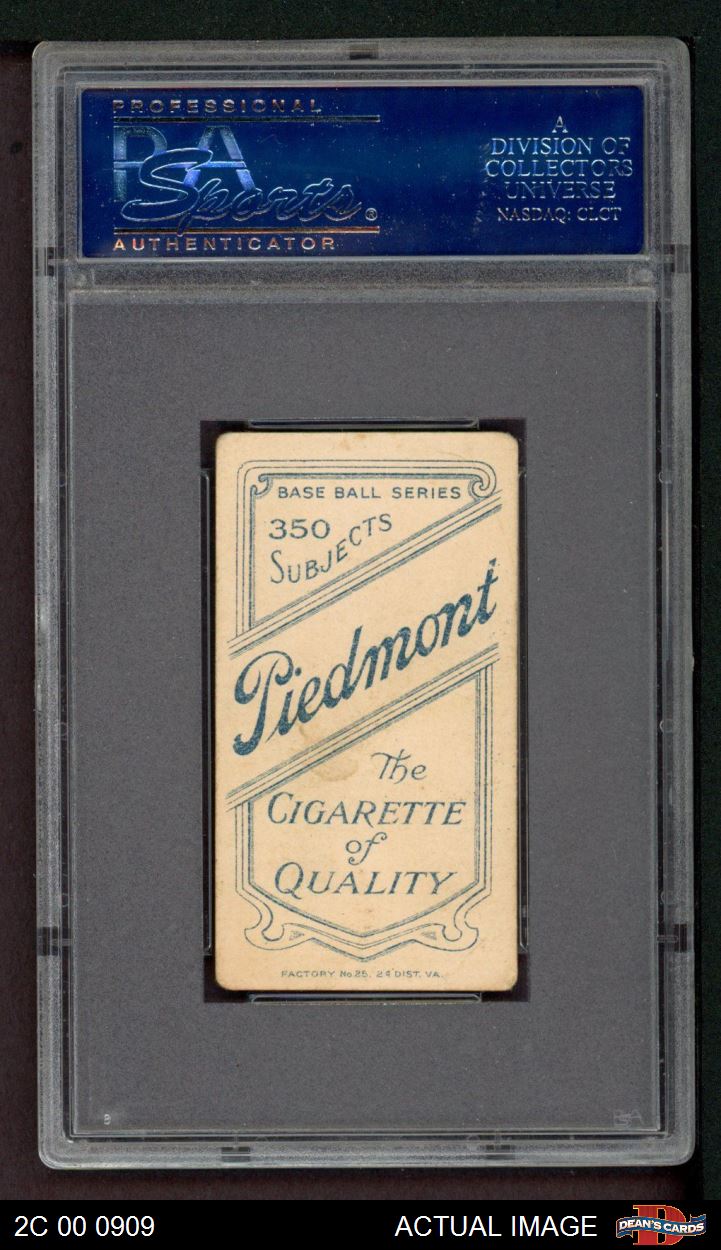 PROFESSIONAL
PSA
Sports®
AUTHENTICATOR
A
DIVISION OF
COLLECTORS
UNIVERSE
NASDAQ: CLCT
BASE BALL SERIES
350
SUBJECTS
Piedmont
The
CIGARETTE
of
QUALITY
FACTORY No 25, 2d DIST. VA.
PSA
2C 00 0909
ACTUAL IMAGE
DEAN'S CARDS